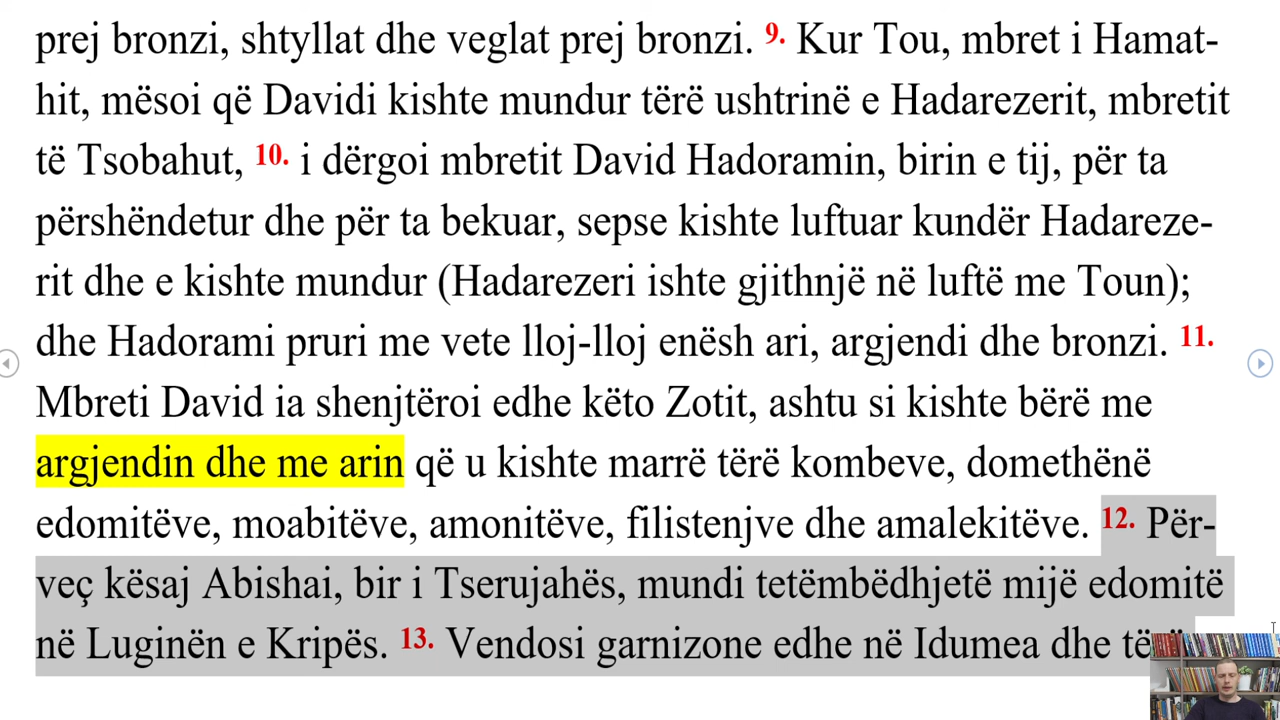 prej bronzi, shtyllat dhe veglat prej bronzi. 9. Kur Tou, mbret i Hamat-
hit, mësoi që Davidi kishte mundur tërë ushtrinë e Hadarezerit, mbretit
të Tsobahut, 10. i dërgoi mbretit David Hadoramin, birin e tij, për ta
përshëndetur dhe për ta bekuar, sepse kishte luftuar kundër Hadareze-
rit dhe e kishte mundur (Hadarezeri ishte gjithnjë në luftë me Toun);
dhe Hadorami pruri me vete lloj-lloj enësh ari, argjendi dhe bronzi. 11.
Mbreti David ia shenjtëroi edhe këto Zotit, ashtu si kishte bërë me
argjendin dhe me arin që u kishte marrë tërë kombeve, domethënë
edomitëve, moabitëve, amonitëve, filistenjve dhe amalekitëve. 12. Për-
veç kësaj Abishai, bir i Tserujahës, mundi tetëmbëdhjetë mijë edomitë
në Luginën e Kripës. 13. Vendosi garnizone edhe në Idumea dhe